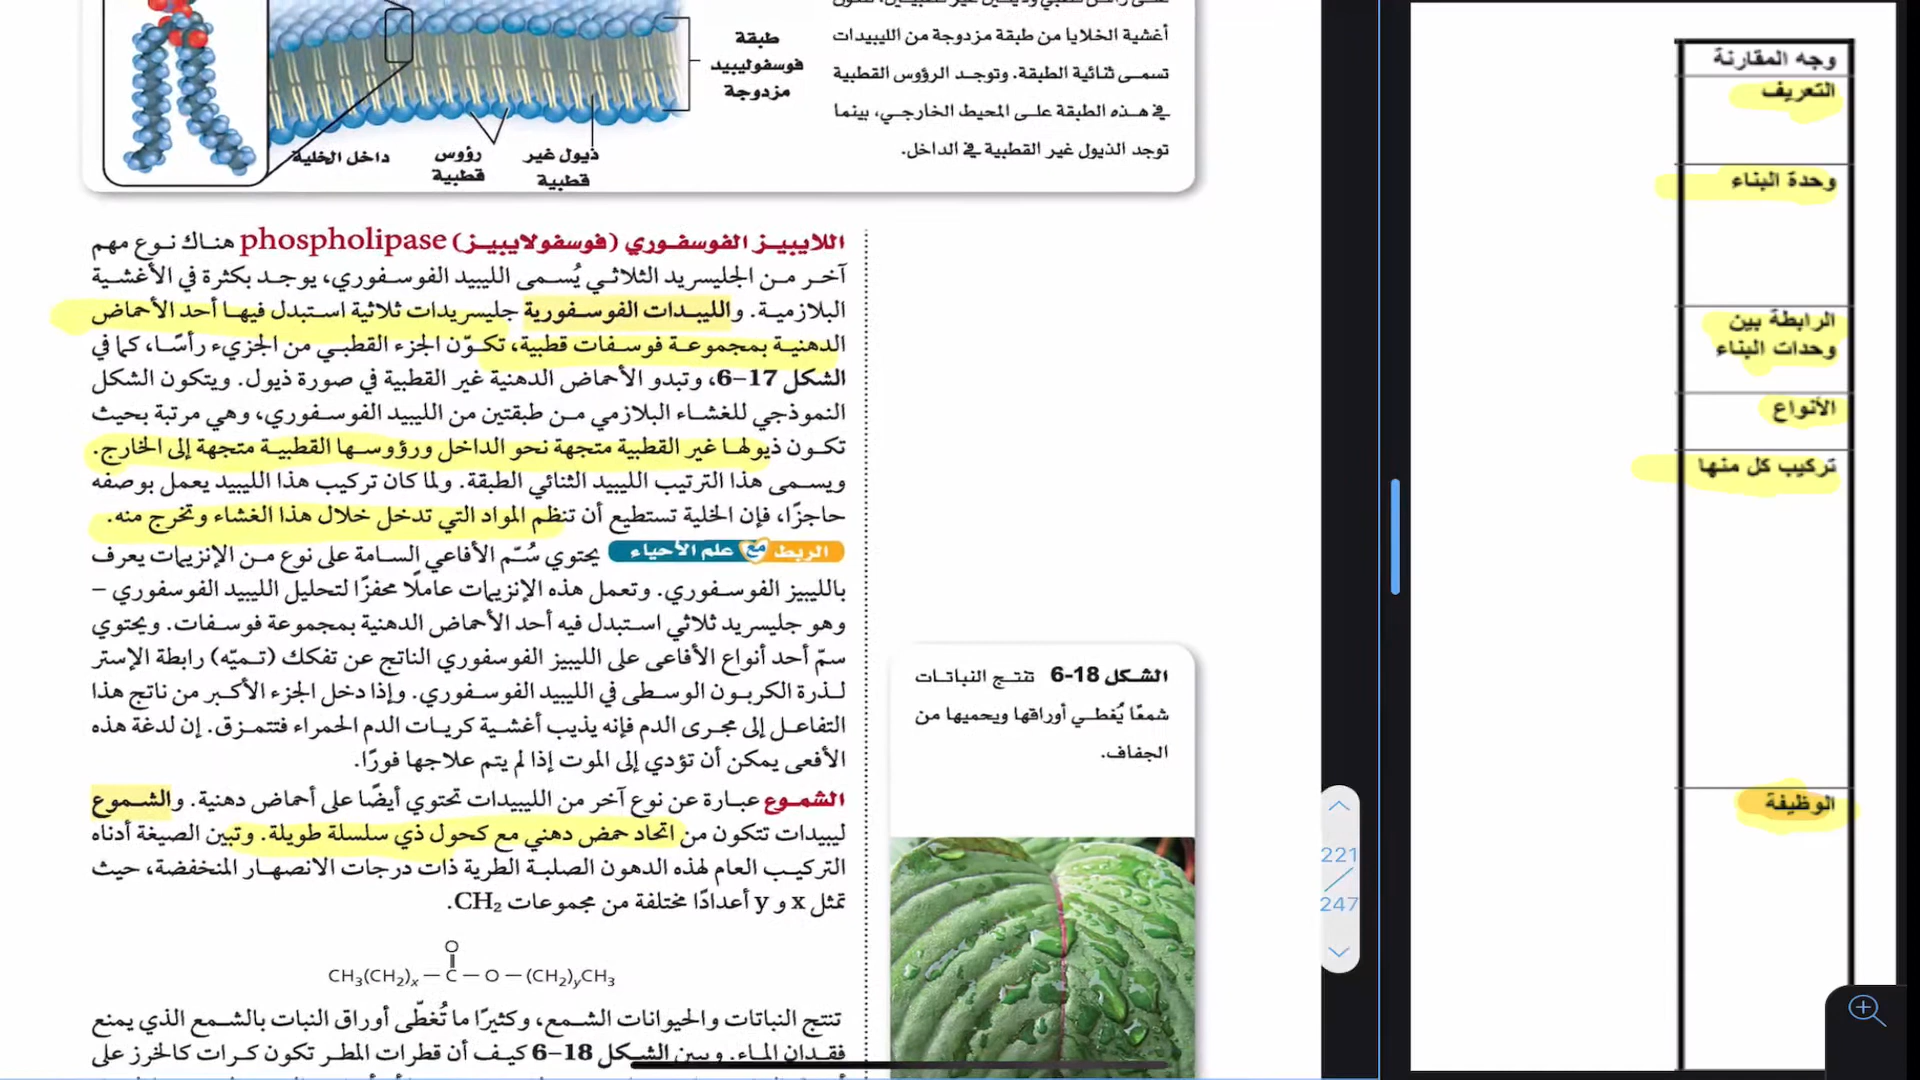 أغشية الخلايا من طبقة مزدوجة من الليبيدات
تسمى ثنائية الطبقة. وتوجد الرؤوس القطبية
في هذه الطبقة على المحيط الخارجي، بينما
توجد الذيول غير القطبية في الداخل.
طبقة
فوسفوليبيد
مزدوجة
ذيول غير
قطبية
رؤوس
قطبية
داخل الخلية
اللايبيز الفوسفوري (فوسفولايبيز) phospholipase هناك نوع مهم
آخر من الجليسريد الثلاثي يُسمى الليبيد الفوسفوري، يوجد بكثرة في الأغشية
البلازمية. والليبدات الفوسفورية جليسريدات ثلاثية استبدل فيها أحد الأحماض
الدهنية بمجموعة فوسفات قطبية، تكوّن الجزء القطبي من الجزيء رأسًا، كما في
الشكل 17–6، وتبدو الأحماض الدهنية غير القطبية في صورة ذيول. ويتكون الشكل
النموذجي للغشاء البلازمي من طبقتين من الليبيد الفوسفوري، وهي مرتبة بحيث
تكون ذيولها غير القطبية متجهة نحو الداخل ورؤوسها القطبية متجهة إلى الخارج.
ويسمى هذا الترتيب الليبيد الثنائي الطبقة. ولما كان تركيب هذا الليبيد يعمل بوصفه
حاجزًا، فإن الخلية تستطيع أن تنظم المواد التي تدخل خلال هذا الغشاء وتخرج منه.
الربط مع علم الأحياء يحتوي سُمّ الأفاعي السامة على نوع من الإنزيمات يعرف
بالليبيز الفوسفوري. وتعمل هذه الإنزيمات عاملًا محفزًا لتحليل الليبيد الفوسفوري –
وهو جليسريد ثلاثي استبدل فيه أحد الأحماض الدهنية بمجموعة فوسفات. ويحتوي
سمّ أحد أنواع الأفاعى على الليبيز الفوسفوري الناتج عن تفكك (تميّه) رابطة الإستر
لذرة الكربون الوسطى في الليبيد الفوسفوري. وإذا دخل الجزء الأكبر من ناتج هذا
التفاعل إلى مجرى الدم فإنه يذيب أغشية كريات الدم الحمراء فتتمزق. إن لدغة هذه
الأفعى يمكن أن تؤدي إلى الموت إذا لم يتم علاجها فورًا.
الشموع عبارة عن نوع آخر من الليبيدات تحتوي أيضًا على أحماض دهنية. والشموع
ليبيدات تتكون من اتحاد حمض دهني مع كحول ذي سلسلة طويلة. وتبين الصيغة أدناه
التركيب العام لهذه الدهون الصلبة الطرية ذات درجات الانصهار المنخفضة، حيث
تمثل x و y أعدادًا مختلفة من مجموعات CH₂.
O
CH₃(CH₂)ₓ — C — O — (CH₂)ᵧCH₃
تنتج النباتات والحيوانات الشمع، وكثيرًا ما تُغطّى أوراق النبات بالشمع الذي يمنع
فقدان الماء. ويبين الشكل 18–6 كيف أن قطرات المطر تكون كرات كالخرز على
الشكل 18-6 تنتج النباتات
شمعًا يُغطي أوراقها ويحميها من
الجفاف.
221
247
وجه المقارنة
التعريف
وحدة البناء
الرابطة بين
وحدات البناء
الأنواع
تركيب كل منها
الوظيفة